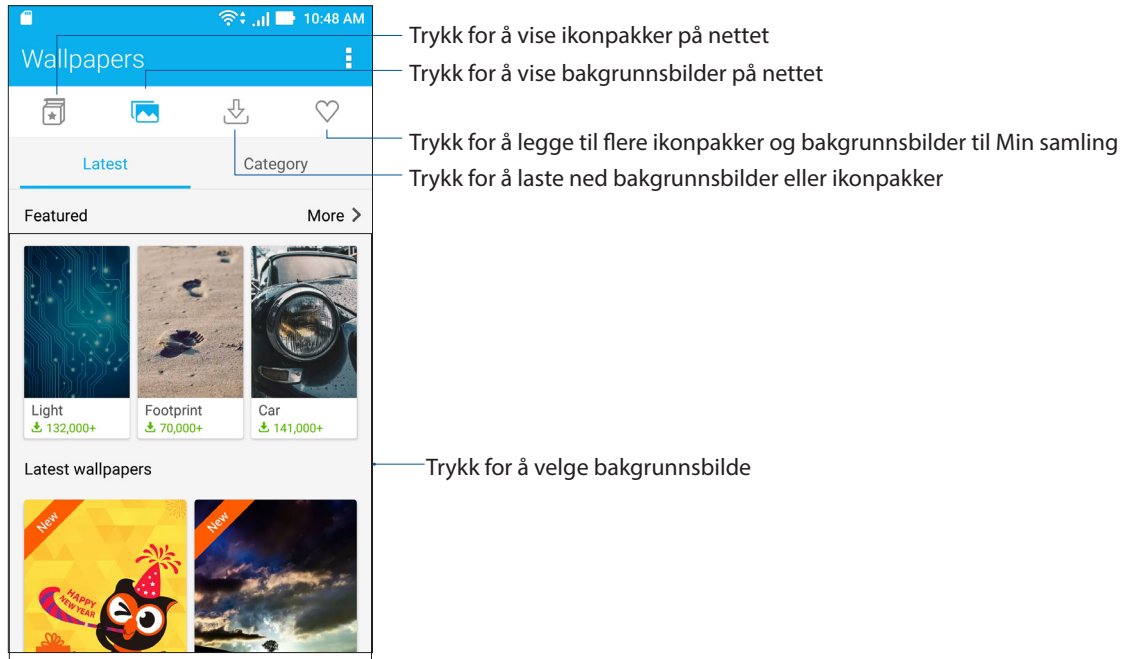 10:48 AM
Wallpapers
Trykk for å vise ikonpakker på nettet
Trykk for å vise bakgrunnsbilder på nettet
Trykk for å legge til flere ikonpakker og bakgrunnsbilder til Min samling
Trykk for å laste ned bakgrunnsbilder eller ikonpakker
Latest Category
Featured More
Light Footprint Car
132,000+ 70,000+ 141,000+
Latest wallpapers
Trykk for å velge bakgrunnsbilde
New New
HAPPY
NEW YEAR